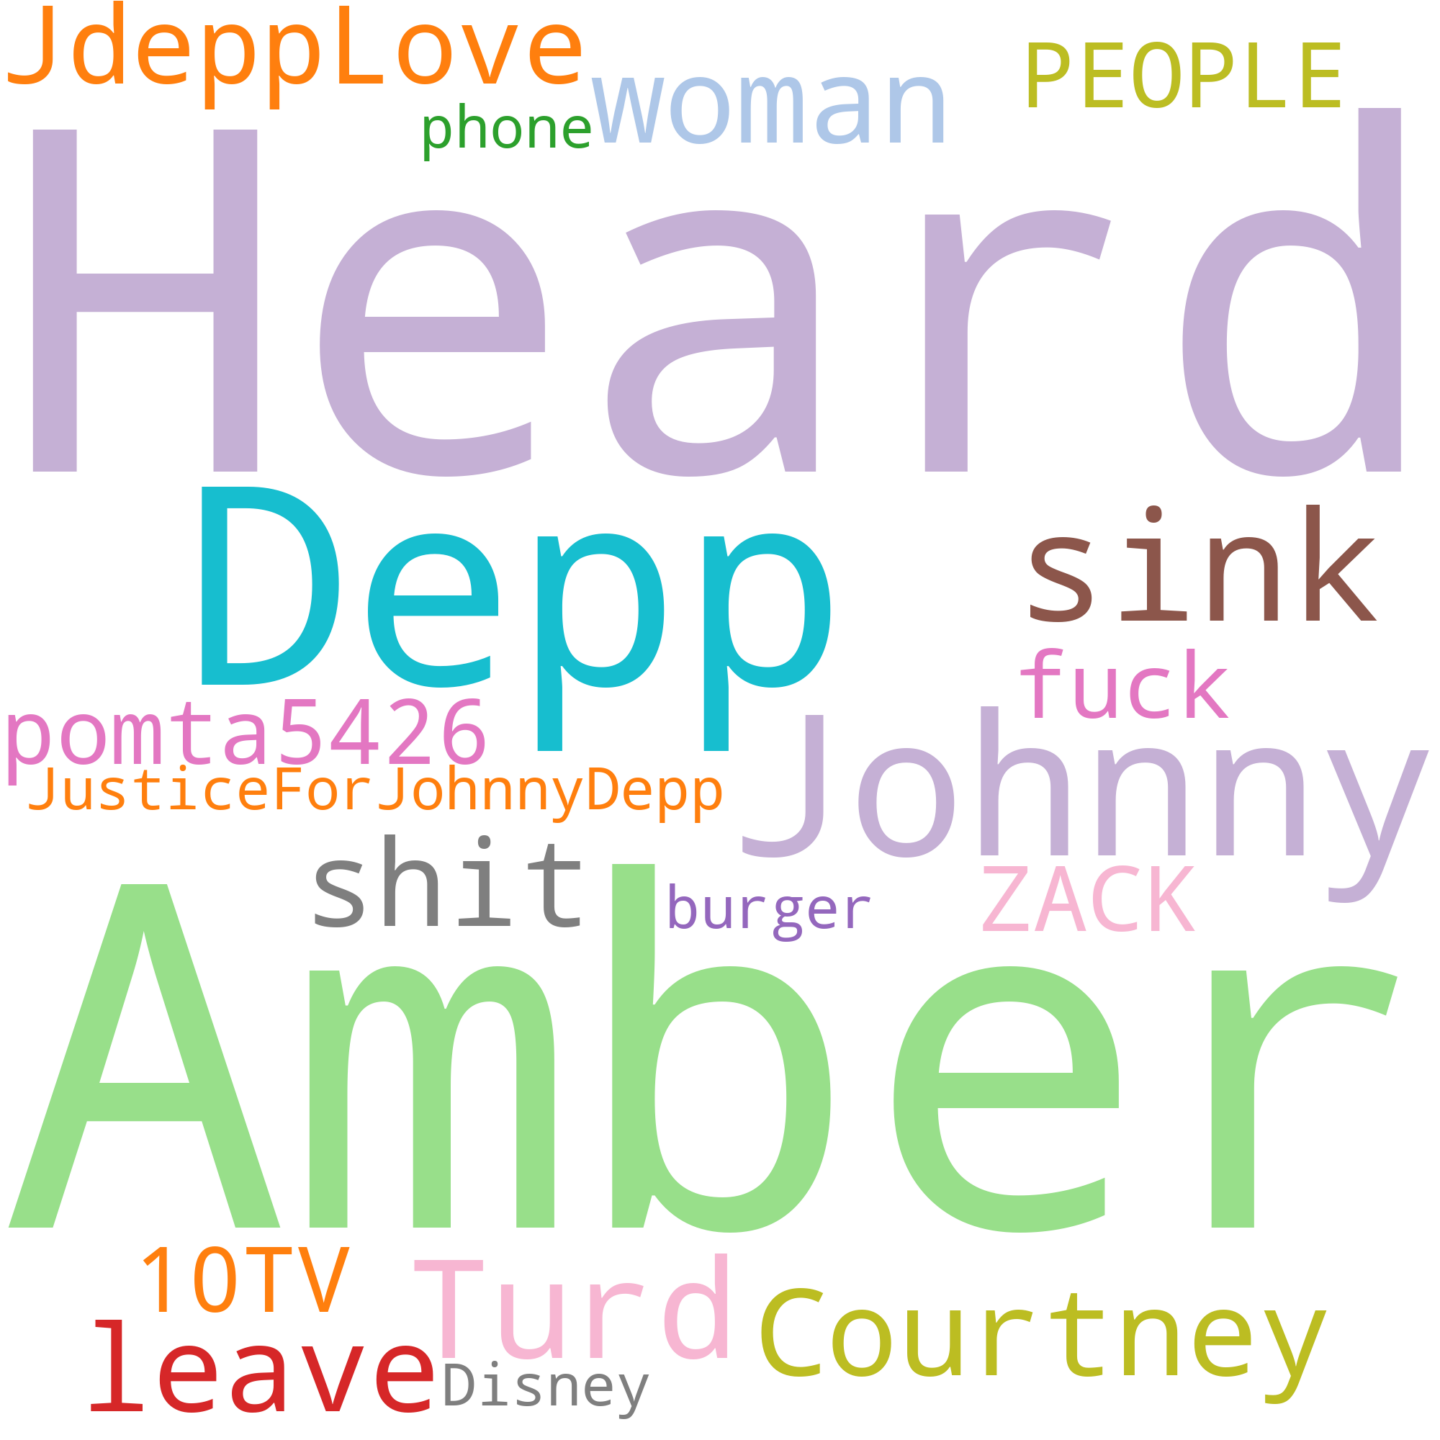 JdeppLove
PEOPLE
woman
phone
Heard
Depp
sink
fuck
pomta5426
Johnny
JusticeForJohnnyDepp
shit
burger
ZACK
Amber
10TV
Turd
Courtney
leave
Disney